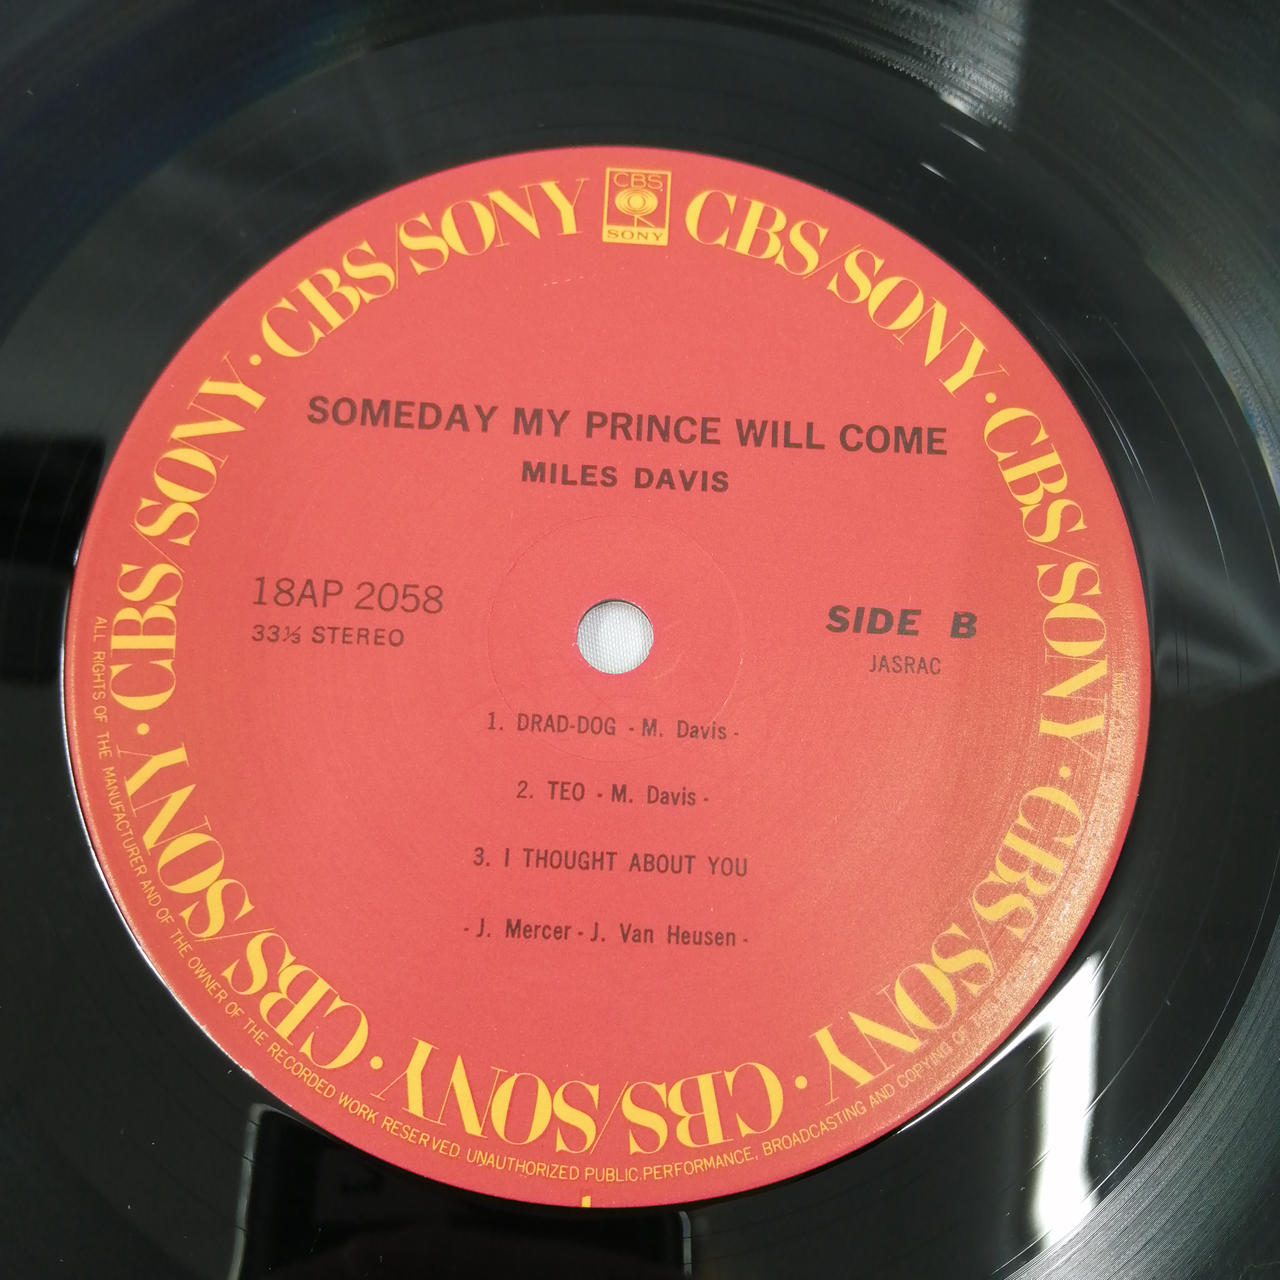 CBS
SONY
CBS/SONY · CBS/SONY · CBS/SONY · CBS/SONY · CBS/SONY · CBS/SONY · CBS/SONY · CBS/SONY
SOMEDAY MY PRINCE WILL COME
MILES DAVIS
18AP 2058
33⅓ STEREO
SIDE B
JASRAC
1. DRAD-DOG - M. Davis -
2. TEO - M. Davis -
3. I THOUGHT ABOUT YOU
- J. Mercer - J. Van Heusen -
ALL RIGHTS OF THE MANUFACTURER AND OF THE OWNER OF THE RECORDED WORK RESERVED. UNAUTHORIZED PUBLIC PERFORMANCE, BROADCASTING AND COPYING OF